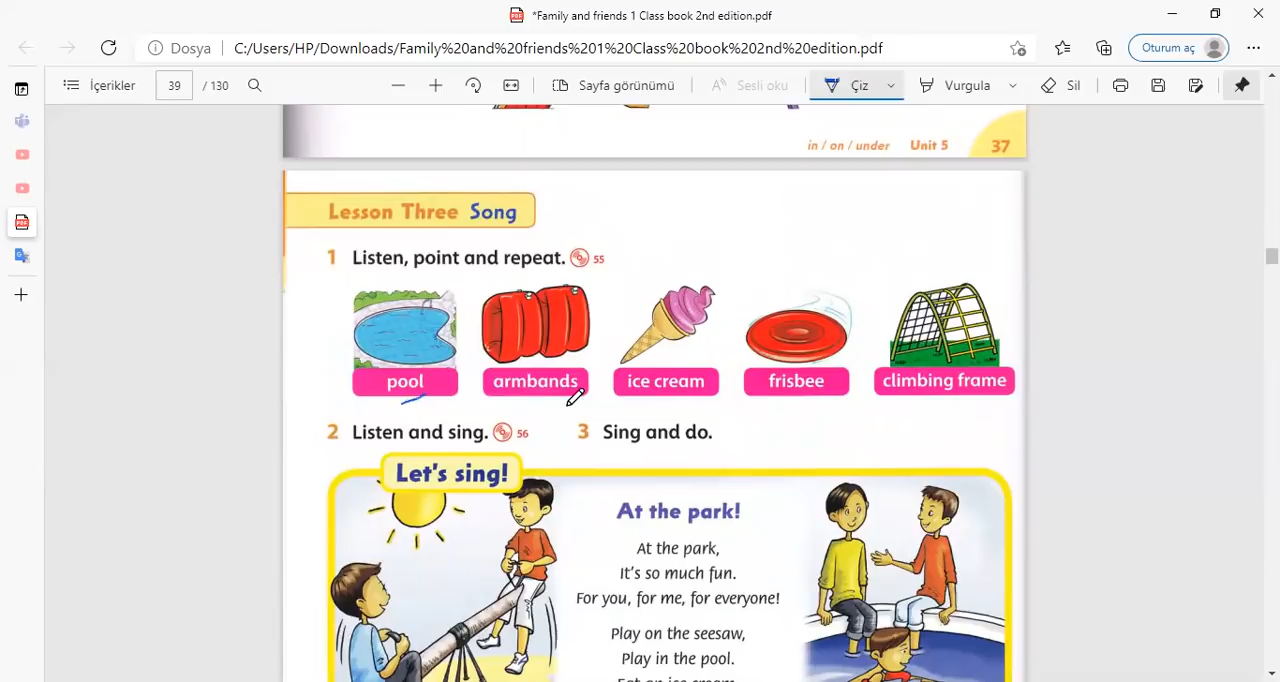 *Family and friends 1 Class book 2nd edition.pdf
Dosya C:/Users/HP/Downloads/Family%20and%20friends%201%20Class%20book%202nd%20edition.pdf Oturum aç
İçerikler 39 / 130 Sayfa görünümü Sesli oku Çiz Vurgula Sil
in / on / under Unit 5 37
Lesson Three Song
1 Listen, point and repeat. 55
pool armbands ice cream frisbee climbing frame
2 Listen and sing. 56 3 Sing and do.
Let's sing!
At the park!
At the park,
It's so much fun.
For you, for me, for everyone!
Play on the seesaw,
Play in the pool.
Eat an ice cream